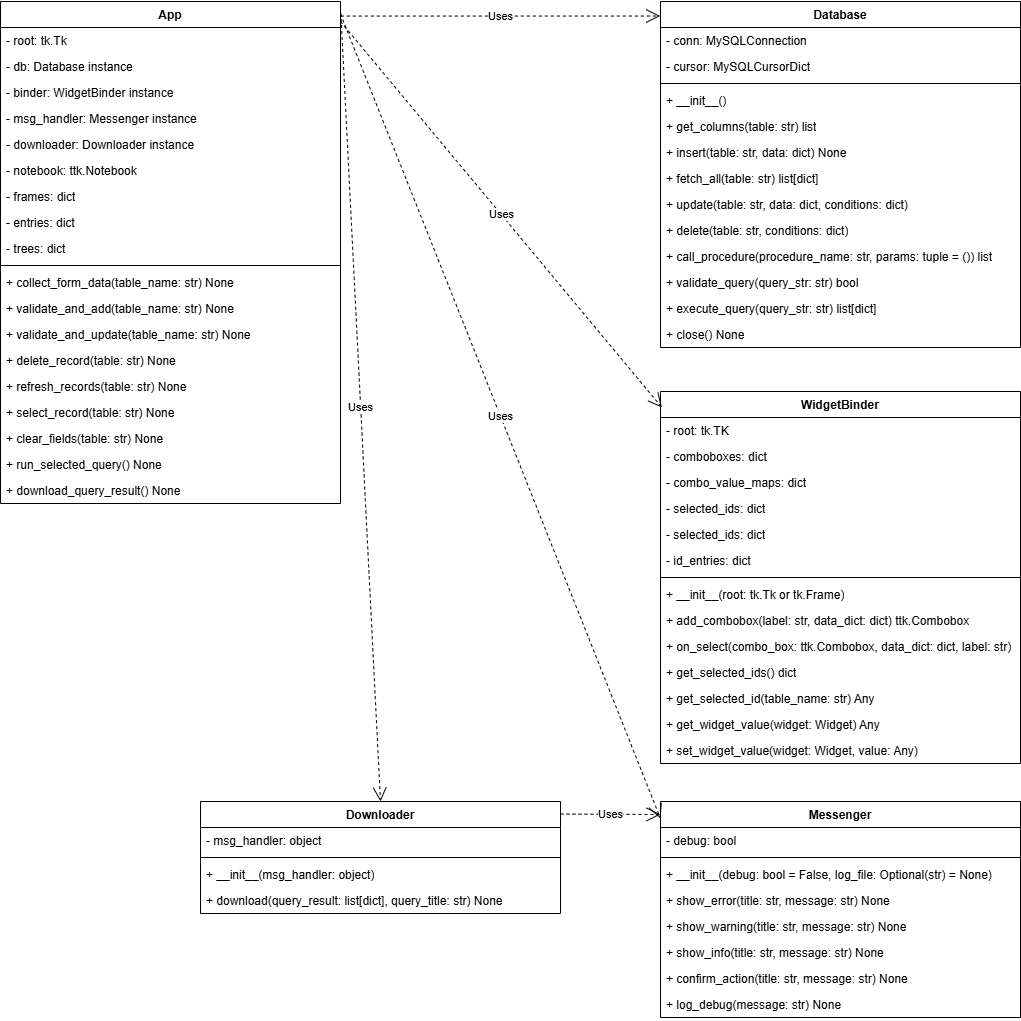 App
- root: tk.Tk
- db: Database instance
- binder: WidgetBinder instance
- msg_handler: Messenger instance
- downloader: Downloader instance
- notebook: ttk.Notebook
- frames: dict
- entries: dict
- trees: dict
+ collect_form_data(table_name: str) None
+ validate_and_add(table_name: str) None
+ validate_and_update(table_name: str) None
+ delete_record(table: str) None
+ refresh_records(table: str) None
+ select_record(table: str) None
+ clear_fields(table: str) None
+ run_selected_query() None
+ download_query_result() None
Uses
Database
- conn: MySQLConnection
- cursor: MySQLCursorDict
+ __init__()
+ get_columns(table: str) list
+ insert(table: str, data: dict) None
+ fetch_all(table: str) list[dict]
+ update(table: str, data: dict, conditions: dict)
+ delete(table: str, conditions: dict)
+ call_procedure(procedure_name: str, params: tuple = ()) list
+ validate_query(query_str: str) bool
+ execute_query(query_str: str) list[dict]
+ close() None
Uses
WidgetBinder
- root: tk.TK
- comboboxes: dict
- combo_value_maps: dict
- selected_ids: dict
- selected_ids: dict
- id_entries: dict
+ __init__(root: tk.Tk or tk.Frame)
+ add_combobox(label: str, data_dict: dict) ttk.Combobox
+ on_select(combo_box: ttk.Combobox, data_dict: dict, label: str)
+ get_selected_ids() dict
+ get_selected_id(table_name: str) Any
+ get_widget_value(widget: Widget) Any
+ set_widget_value(widget: Widget, value: Any)
Uses
Uses
Downloader
- msg_handler: object
+ __init__(msg_handler: object)
+ download(query_result: list[dict], query_title: str) None
Uses
Messenger
- debug: bool
+ __init__(debug: bool = False, log_file: Optional(str) = None)
+ show_error(title: str, message: str) None
+ show_warning(title: str, message: str) None
+ show_info(title: str, message: str) None
+ confirm_action(title: str, message: str) None
+ log_debug(message: str) None